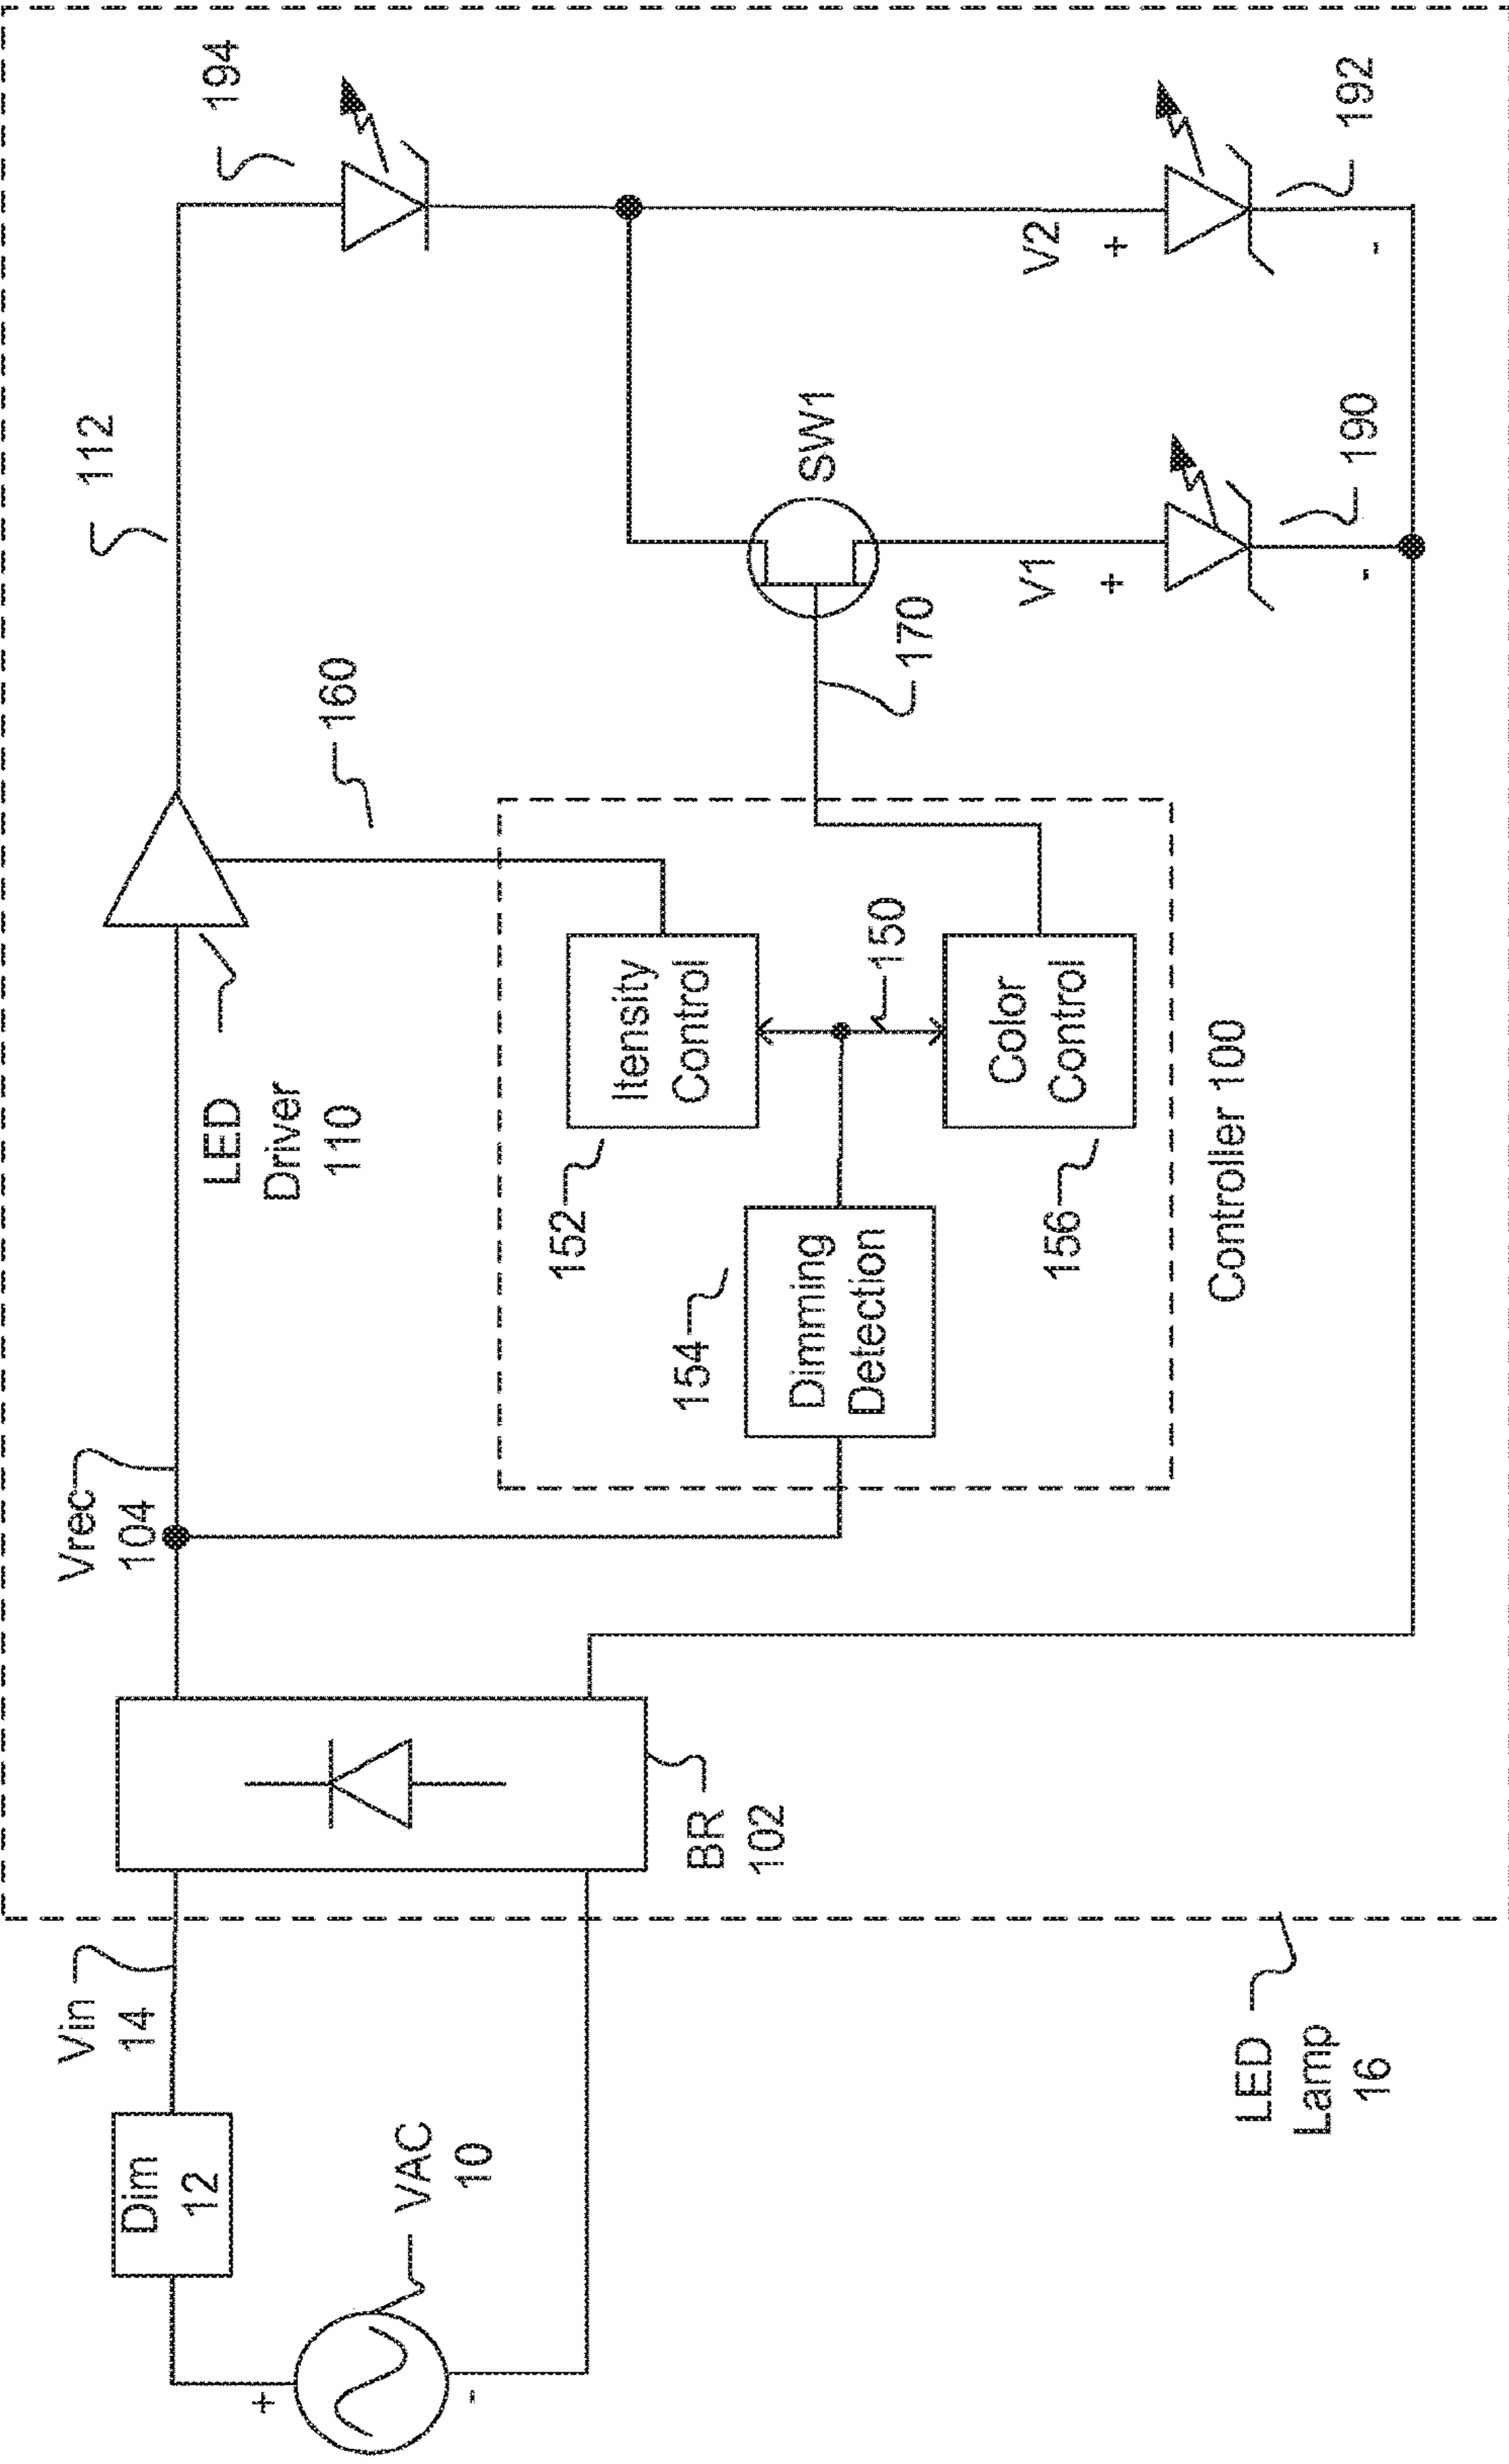 Vin
14
Dim
12
+
VAC
10
-
LED
Lamp
16
BR
102
Vrec
104
LED
Driver
110
112
160
Controller 100
154
Dimming
Detection
152
Itensity
Control
150
156
Color
Control
170
SW1
194
V1
+
-
190
V2
+
-
192